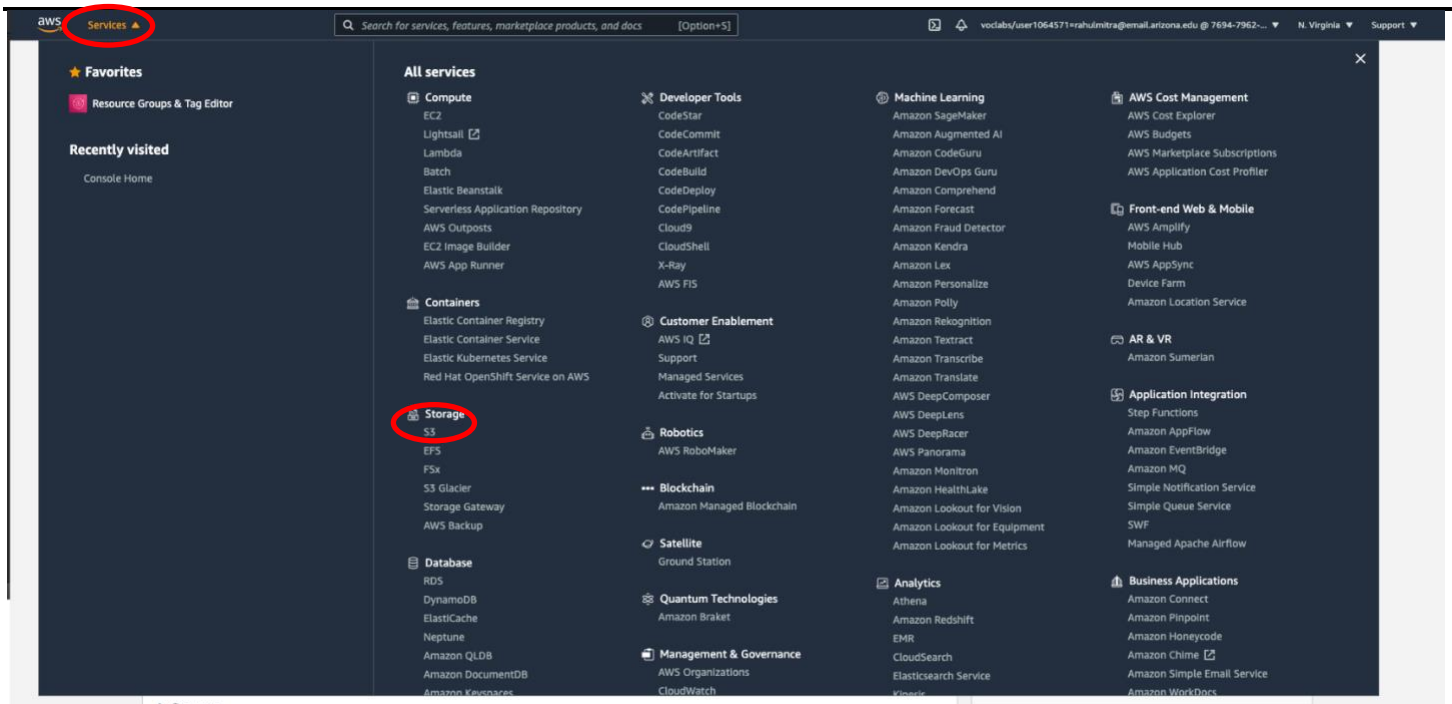 aws
Services ▲
Search for services, features, marketplace products, and docs [Option+S]
voclabs/user1064571=rahulmitra@email.arizona.edu @ 7694-7962-... ▼
N. Virginia ▼
Support ▼
Favorites
Resource Groups & Tag Editor
Recently visited
Console Home
All services
Compute
EC2
Lightsail
Lambda
Batch
Elastic Beanstalk
Serverless Application Repository
AWS Outposts
EC2 Image Builder
AWS App Runner
Containers
Elastic Container Registry
Elastic Container Service
Elastic Kubernetes Service
Red Hat OpenShift Service on AWS
Storage
S3
EFS
FSx
S3 Glacier
Storage Gateway
AWS Backup
Database
RDS
DynamoDB
ElastiCache
Neptune
Amazon QLDB
Amazon DocumentDB
Amazon Keyspaces
Developer Tools
CodeStar
CodeCommit
CodeArtifact
CodeBuild
CodeDeploy
CodePipeline
Cloud9
CloudShell
X-Ray
AWS FIS
Customer Enablement
AWS IQ
Support
Managed Services
Activate for Startups
Robotics
AWS RoboMaker
Blockchain
Amazon Managed Blockchain
Satellite
Ground Station
Quantum Technologies
Amazon Braket
Management & Governance
AWS Organizations
CloudWatch
Machine Learning
Amazon SageMaker
Amazon Augmented AI
Amazon CodeGuru
Amazon DevOps Guru
Amazon Comprehend
Amazon Forecast
Amazon Fraud Detector
Amazon Kendra
Amazon Lex
Amazon Personalize
Amazon Polly
Amazon Rekognition
Amazon Textract
Amazon Transcribe
Amazon Translate
AWS DeepComposer
AWS DeepLens
AWS DeepRacer
AWS Panorama
Amazon Monitron
Amazon HealthLake
Amazon Lookout for Vision
Amazon Lookout for Equipment
Amazon Lookout for Metrics
Analytics
Athena
Amazon Redshift
EMR
CloudSearch
Elasticsearch Service
Kinesis
AWS Cost Management
AWS Cost Explorer
AWS Budgets
AWS Marketplace Subscriptions
AWS Application Cost Profiler
Front-end Web & Mobile
AWS Amplify
Mobile Hub
AWS AppSync
Device Farm
Amazon Location Service
AR & VR
Amazon Sumerian
Application Integration
Step Functions
Amazon AppFlow
Amazon EventBridge
Amazon MQ
Simple Notification Service
Simple Queue Service
SWF
Managed Apache Airflow
Business Applications
Amazon Connect
Amazon Pinpoint
Amazon Honeycode
Amazon Chime
Amazon Simple Email Service
Amazon WorkDocs